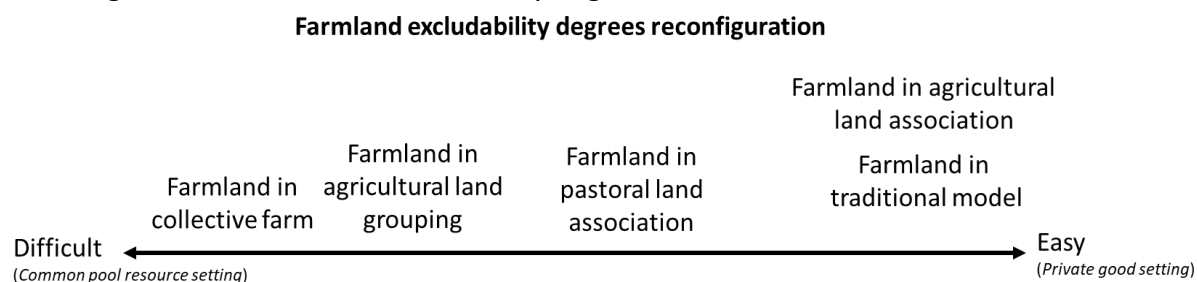 Farmland excludability degrees reconfiguration
Farmland in agricultural
land association
Farmland in
traditional model
Farmland in
pastoral land
association
Farmland in
agricultural land
grouping
Farmland in
collective farm
Difficult
(Common pool resource setting)
Easy
(Private good setting)